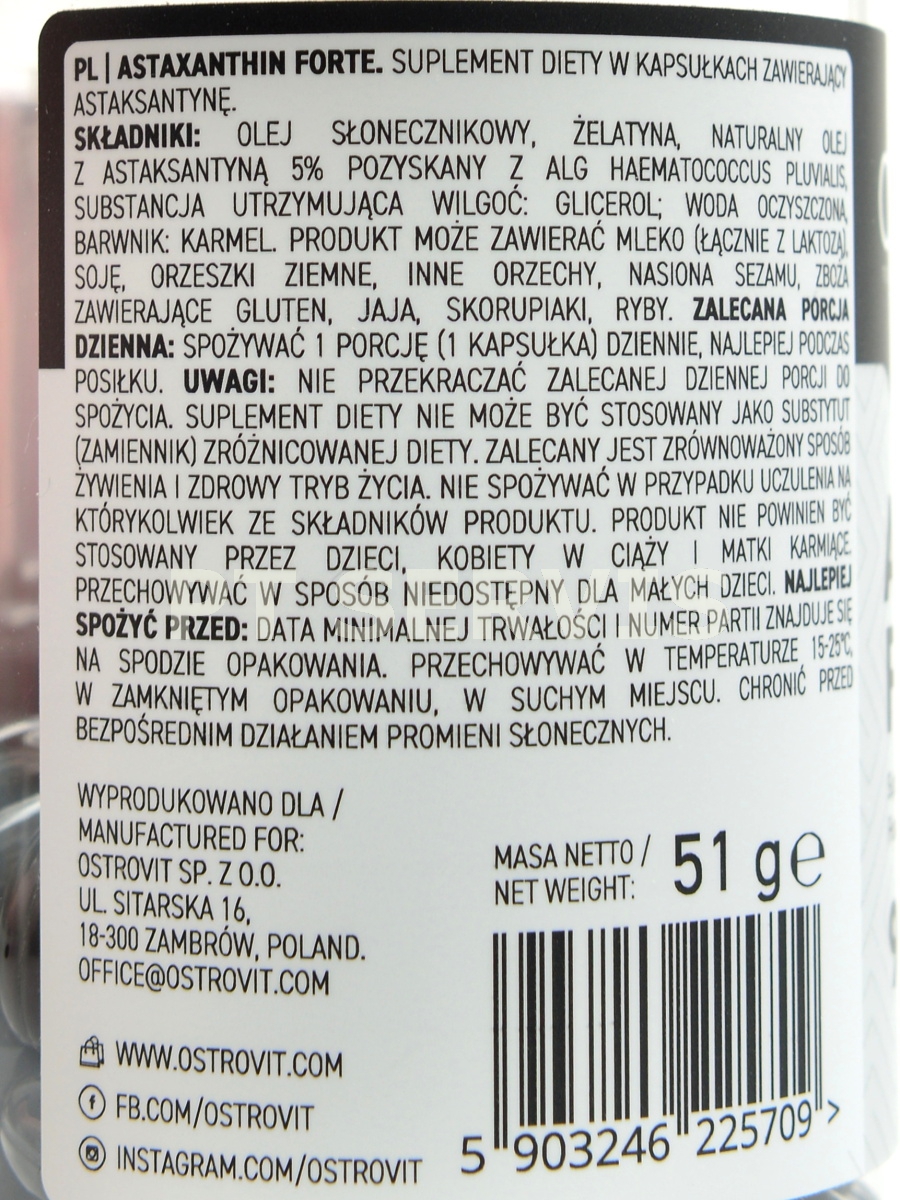 PL | ASTAXANTHIN FORTE. SUPLEMENT DIETY W KAPSUŁKACH ZAWIERAJĄCY
ASTAKSANTYNĘ.
SKŁADNIKI: OLEJ SŁONECZNIKOWY, ŻELATYNA, NATURALNY OLEJ
Z ASTAKSANTYNĄ 5% POZYSKANY Z ALG HAEMATOCOCCUS PLUVIALIS,
SUBSTANCJA UTRZYMUJĄCA WILGOĆ: GLICEROL; WODA OCZYSZCZONA,
BARWNIK: KARMEL. PRODUKT MOŻE ZAWIERAĆ MLEKO (ŁĄCZNIE Z LAKTOZĄ),
SOJĘ, ORZESZKI ZIEMNE, INNE ORZECHY, NASIONA SEZAMU, ZBOŻA
ZAWIERAJĄCE GLUTEN, JAJA, SKORUPIAKI, RYBY. ZALECANA PORCJA
DZIENNA: SPOŻYWAĆ 1 PORCJĘ (1 KAPSUŁKA) DZIENNIE, NAJLEPIEJ PODCZAS
POSIŁKU. UWAGI: NIE PRZEKRACZAĆ ZALECANEJ DZIENNEJ PORCJI DO
SPOŻYCIA. SUPLEMENT DIETY NIE MOŻE BYĆ STOSOWANY JAKO SUBSTYTUT
(ZAMIENNIK) ZRÓŻNICOWANEJ DIETY. ZALECANY JEST ZRÓWNOWAŻONY SPOSÓB
ŻYWIENIA I ZDROWY TRYB ŻYCIA. NIE SPOŻYWAĆ W PRZYPADKU UCZULENIA NA
KTÓRYKOLWIEK ZE SKŁADNIKÓW PRODUKTU. PRODUKT NIE POWINIEN BYĆ
STOSOWANY PRZEZ DZIECI, KOBIETY W CIĄŻY I MATKI KARMIĄCE.
PRZECHOWYWAĆ W SPOSÓB NIEDOSTĘPNY DLA MAŁYCH DZIECI. NAJLEPIEJ
SPOŻYĆ PRZED: DATA MINIMALNEJ TRWAŁOŚCI I NUMER PARTII ZNAJDUJE SIĘ
NA SPODZIE OPAKOWANIA. PRZECHOWYWAĆ W TEMPERATURZE 15-25°C,
W ZAMKNIĘTYM OPAKOWANIU, W SUCHYM MIEJSCU. CHRONIĆ PRZED
BEZPOŚREDNIM DZIAŁANIEM PROMIENI SŁONECZNYCH.
WYPRODUKOWANO DLA /
MANUFACTURED FOR:
OSTROVIT SP. Z O.O.
UL. SITARSKA 16,
18-300 ZAMBRÓW, POLAND.
OFFICE@OSTROVIT.COM
WWW.OSTROVIT.COM
FB.COM/OSTROVIT
INSTAGRAM.COM/OSTROVIT
MASA NETTO /
NET WEIGHT:
51 g℮
5 903246 225709 >